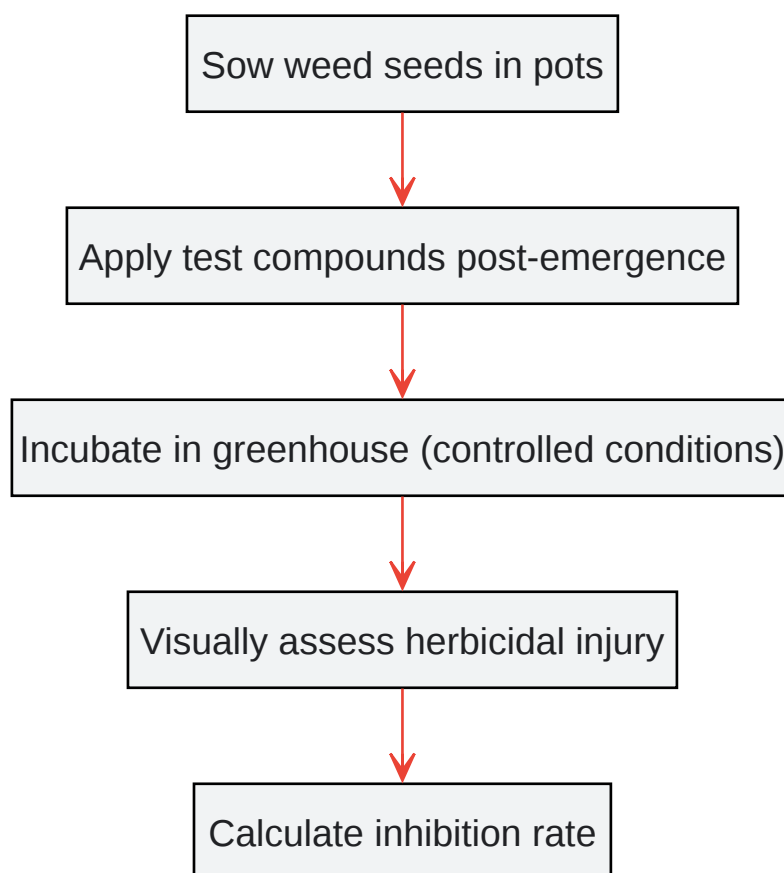 Sow weed seeds in pots
Apply test compounds post-emergence
Incubate in greenhouse (controlled conditions)
Visually assess herbicidal injury
Calculate inhibition rate